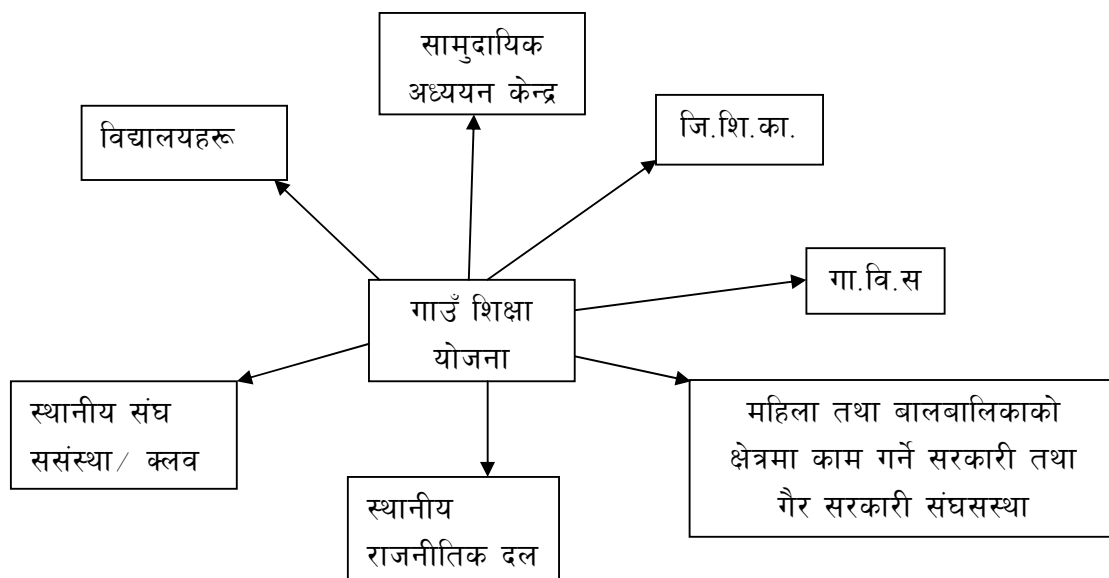 सामुदायिक
अध्ययन केन्द्र
विद्यालयहरू
जि.शि.का.
गा.वि.स
गाउँ शिक्षा
योजना
स्थानीय संघ
ससंस्था/ क्लव
महिला तथा बालबालिकाको
क्षेत्रमा काम गर्ने सरकारी तथा
गैर सरकारी संघसस्था
स्थानीय
राजनीतिक दल